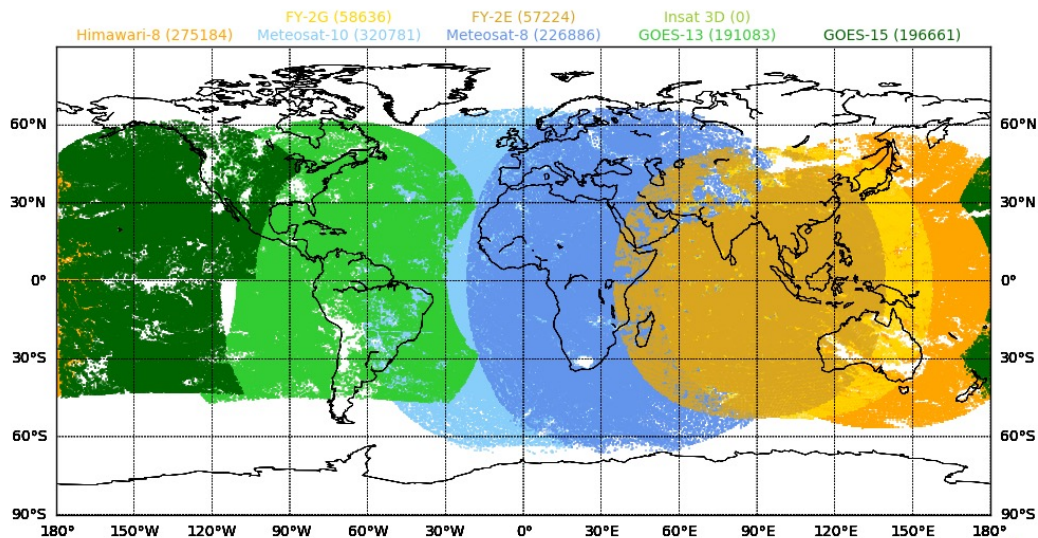 FY-2G (58636) FY-2E (57224) Insat 3D (0)
Himawari-8 (275184) Meteosat-10 (320781) Meteosat-8 (226886) GOES-13 (191083) GOES-15 (196661)
60°N 60°N
30°N 30°N
0° 0°
30°S 30°S
60°S 60°S
90°S 90°S
180° 150°W 120°W 90°W 60°W 30°W 0° 30°E 60°E 90°E 120°E 150°E 180°